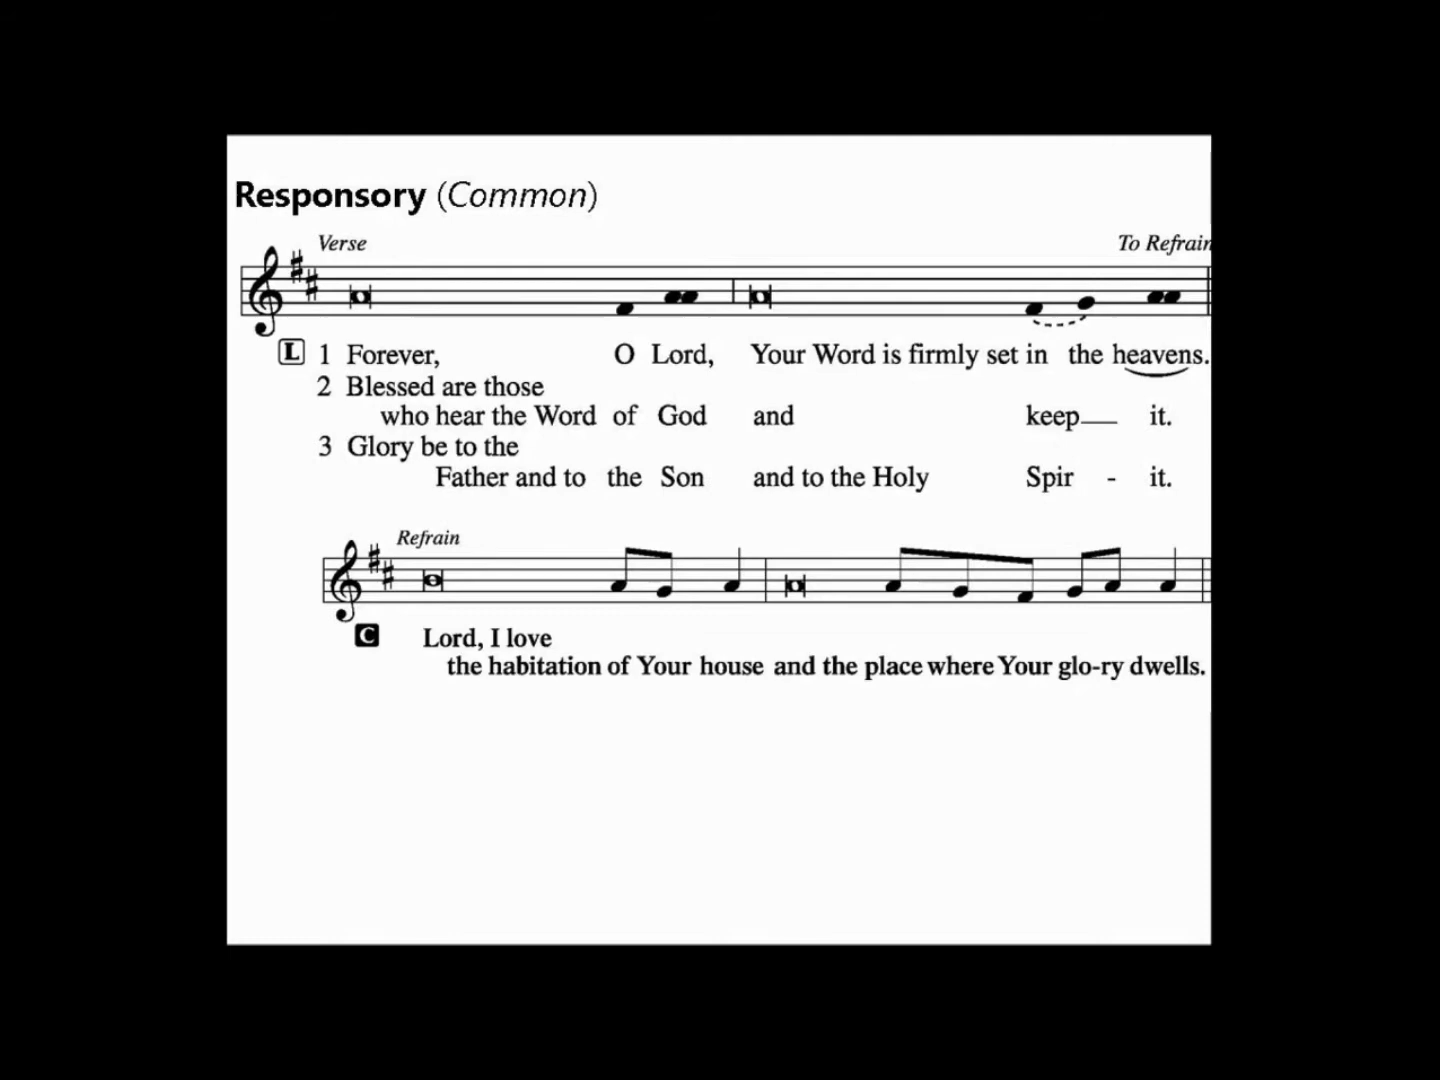 Responsory (Common)
Verse To Refrain
L 1 Forever, O Lord, Your Word is firmly set in the heavens.
2 Blessed are those
who hear the Word of God and keep it.
3 Glory be to the
Father and to the Son and to the Holy Spir - it.
Refrain
C Lord, I love
the habitation of Your house and the place where Your glo-ry dwells.